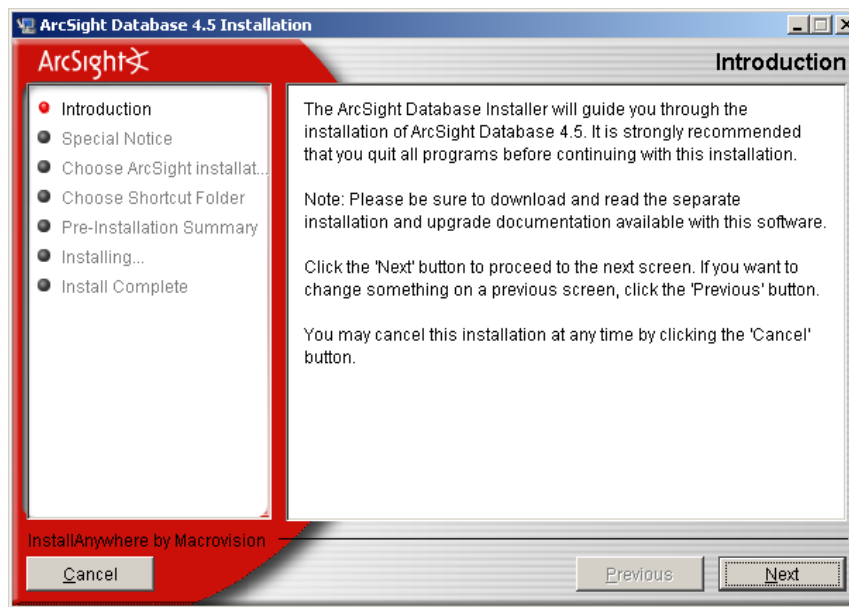 ArcSight Database 4.5 Installation
ArcSight
Introduction
Introduction
Special Notice
Choose ArcSight installat...
Choose Shortcut Folder
Pre-Installation Summary
Installing...
Install Complete
The ArcSight Database Installer will guide you through the
installation of ArcSight Database 4.5. It is strongly recommended
that you quit all programs before continuing with this installation.
Note: Please be sure to download and read the separate
installation and upgrade documentation available with this software.
Click the 'Next' button to proceed to the next screen. If you want to
change something on a previous screen, click the 'Previous' button.
You may cancel this installation at any time by clicking the 'Cancel'
button.
InstallAnywhere by Macrovision
Cancel
Previous
Next